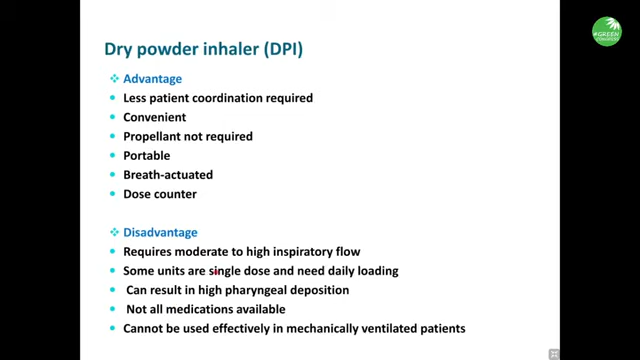 Dry powder inhaler (DPI)
Advantage
Less patient coordination required
Convenient
Propellant not required
Portable
Breath-actuated
Dose counter
Disadvantage
Requires moderate to high inspiratory flow
Some units are single dose and need daily loading
Can result in high pharyngeal deposition
Not all medications available
Cannot be used effectively in mechanically ventilated patients